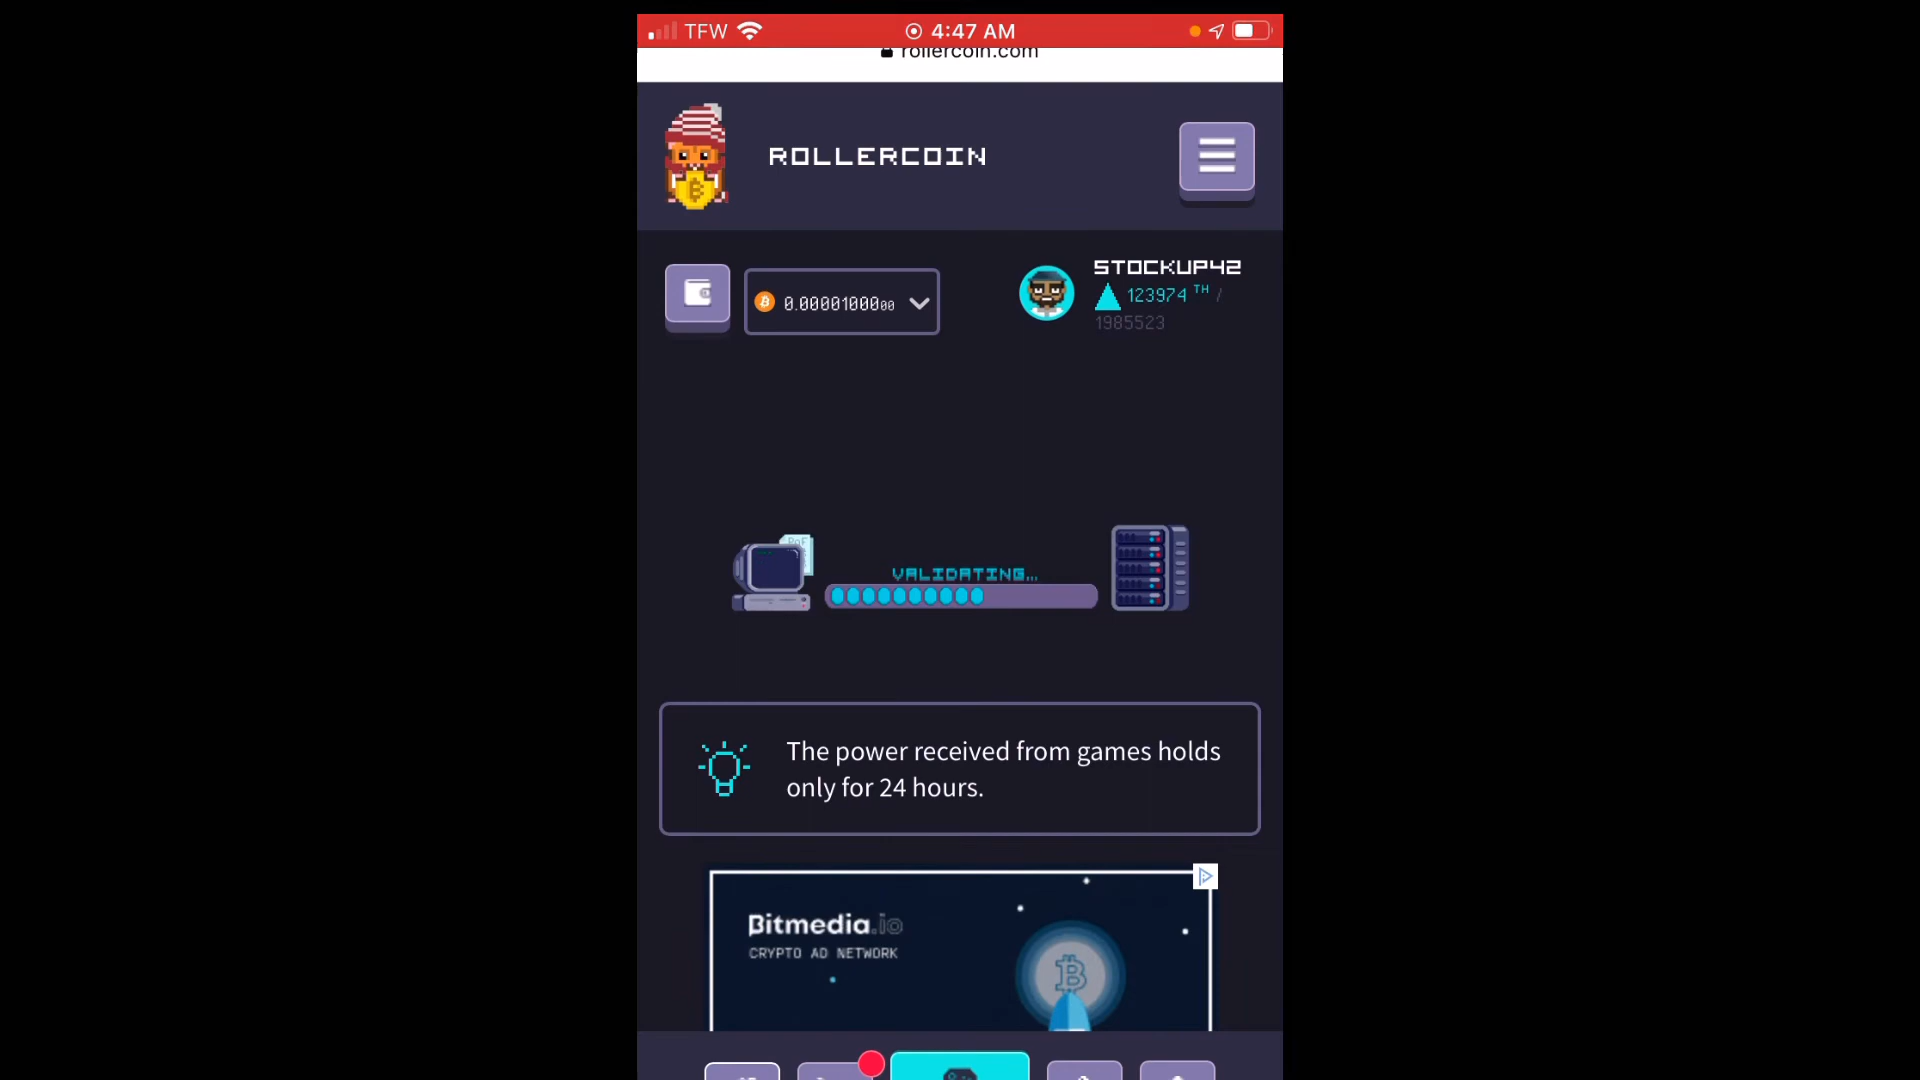 TFW 4:47 AM
rollercoin.com
ROLLERCOIN
STOCKUP42
0.0000100000
123974 TH /
1985523
VALIDATING...
The power received from games holds
only for 24 hours.
Bitmedia.io
CRYPTO AD NETWORK